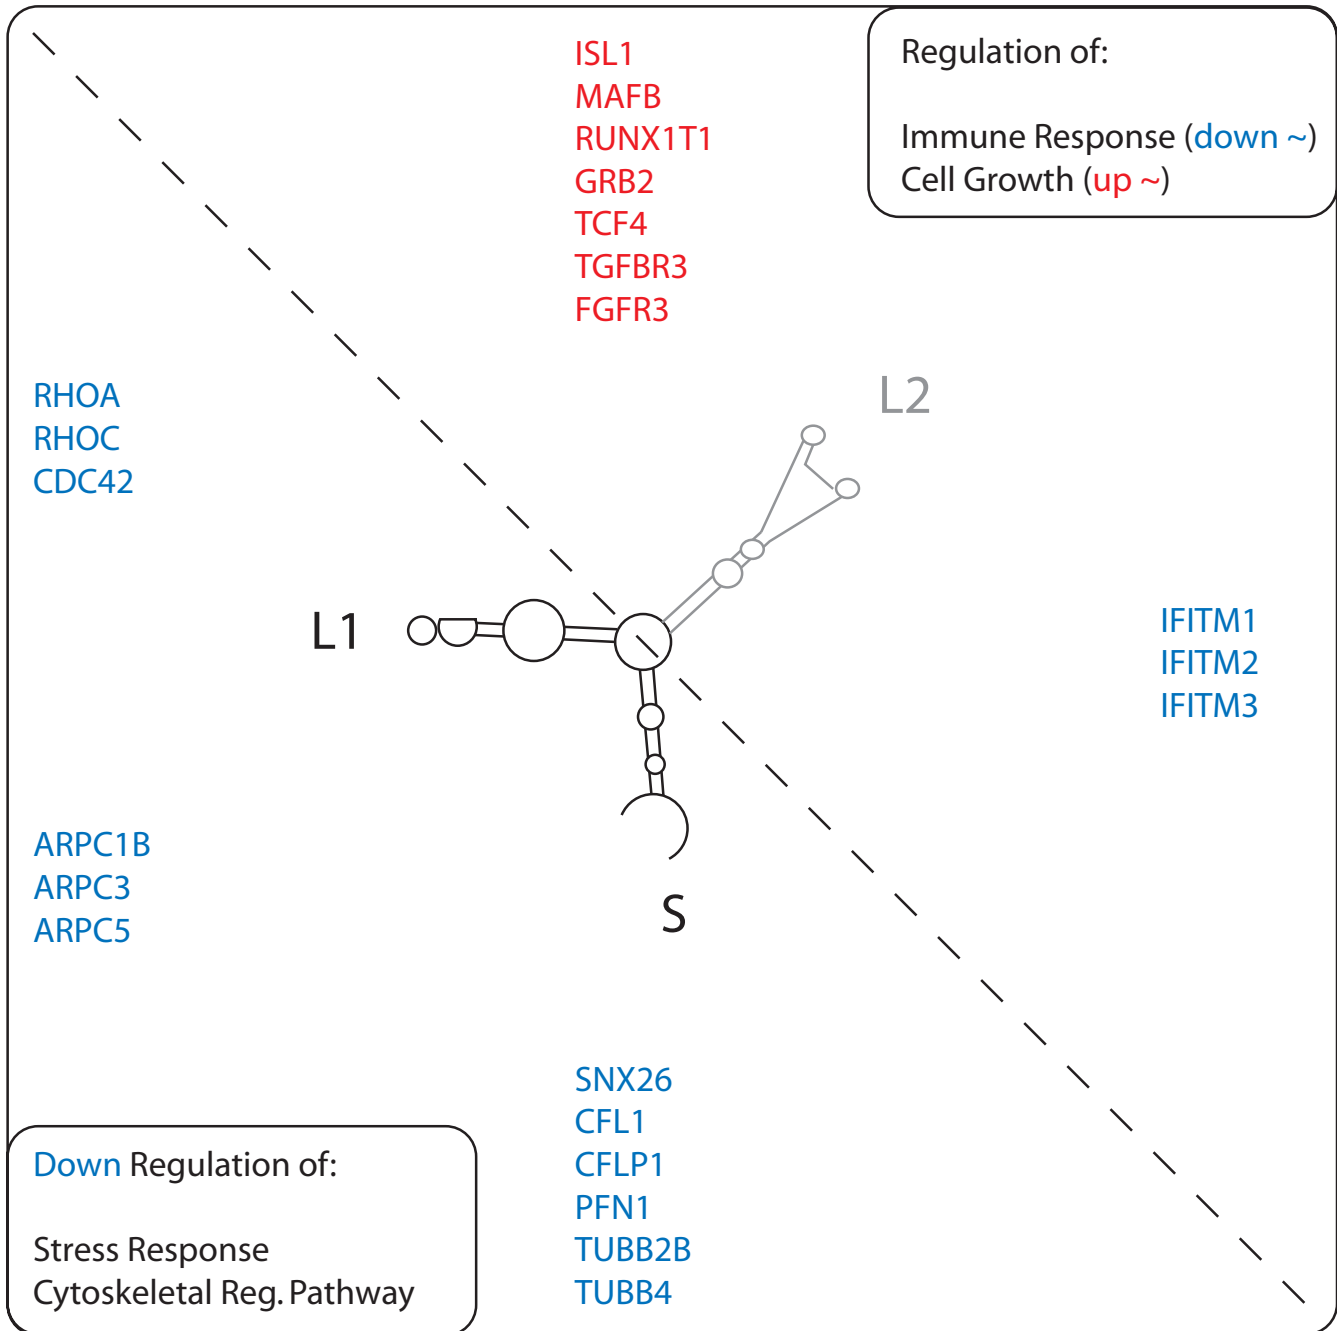 ISL1
MAFB
RUNX1T1
GRB2
TCF4
TGFBR3
FGFR3
Regulation of:
Immune Response (down ~)
Cell Growth (up ~)
RHOA
RHOC
CDC42
L2
L1
IFITM1
IFITM2
IFITM3
ARPC1B
ARPC3
ARPC5
S
SNX26
CFL1
CFLP1
PFN1
TUBB2B
TUBB4
Down Regulation of:
Stress Response
Cytoskeletal Reg. Pathway